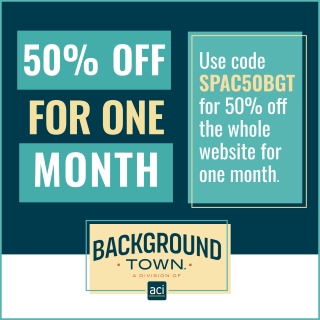 50% OFF
FOR ONE
MONTH
Use code
SPAC50BGT
for 50% off
the whole
website for
one month.
BACKGROUND
TOWN.
A DIVISION OF
aci